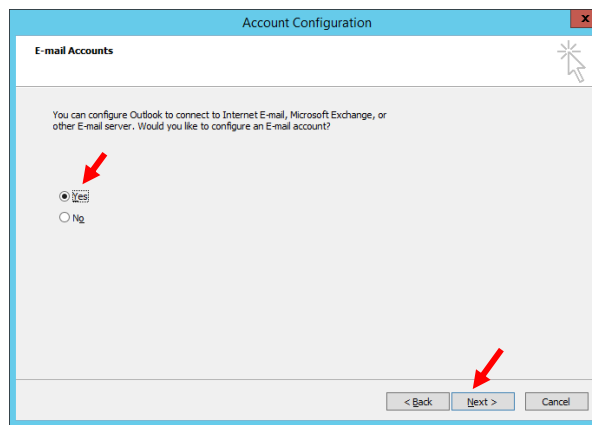 Account Configuration
x
E-mail Accounts
You can configure Outlook to connect to Internet E-mail, Microsoft Exchange, or
other E-mail server. Would you like to configure an E-mail account?
Yes
No
< Back Next > Cancel